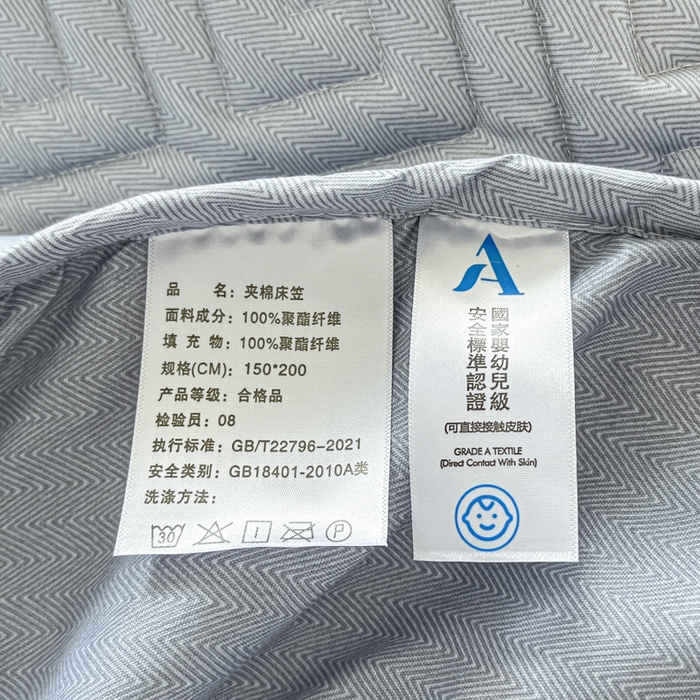 品 名：夹棉床笠
面料成分：100%聚酯纤维
填充物：100%聚酯纤维
规格(CM)：150*200
产品等级：合格品
检验员：08
执行标准：GB/T22796-2021
安全类别：GB18401-2010A类
洗涤方法：
30
P
A
國家嬰幼兒級
安全標準認證
(可直接接触皮肤)
GRADE A TEXTILE
(Direct Contact With Skin)